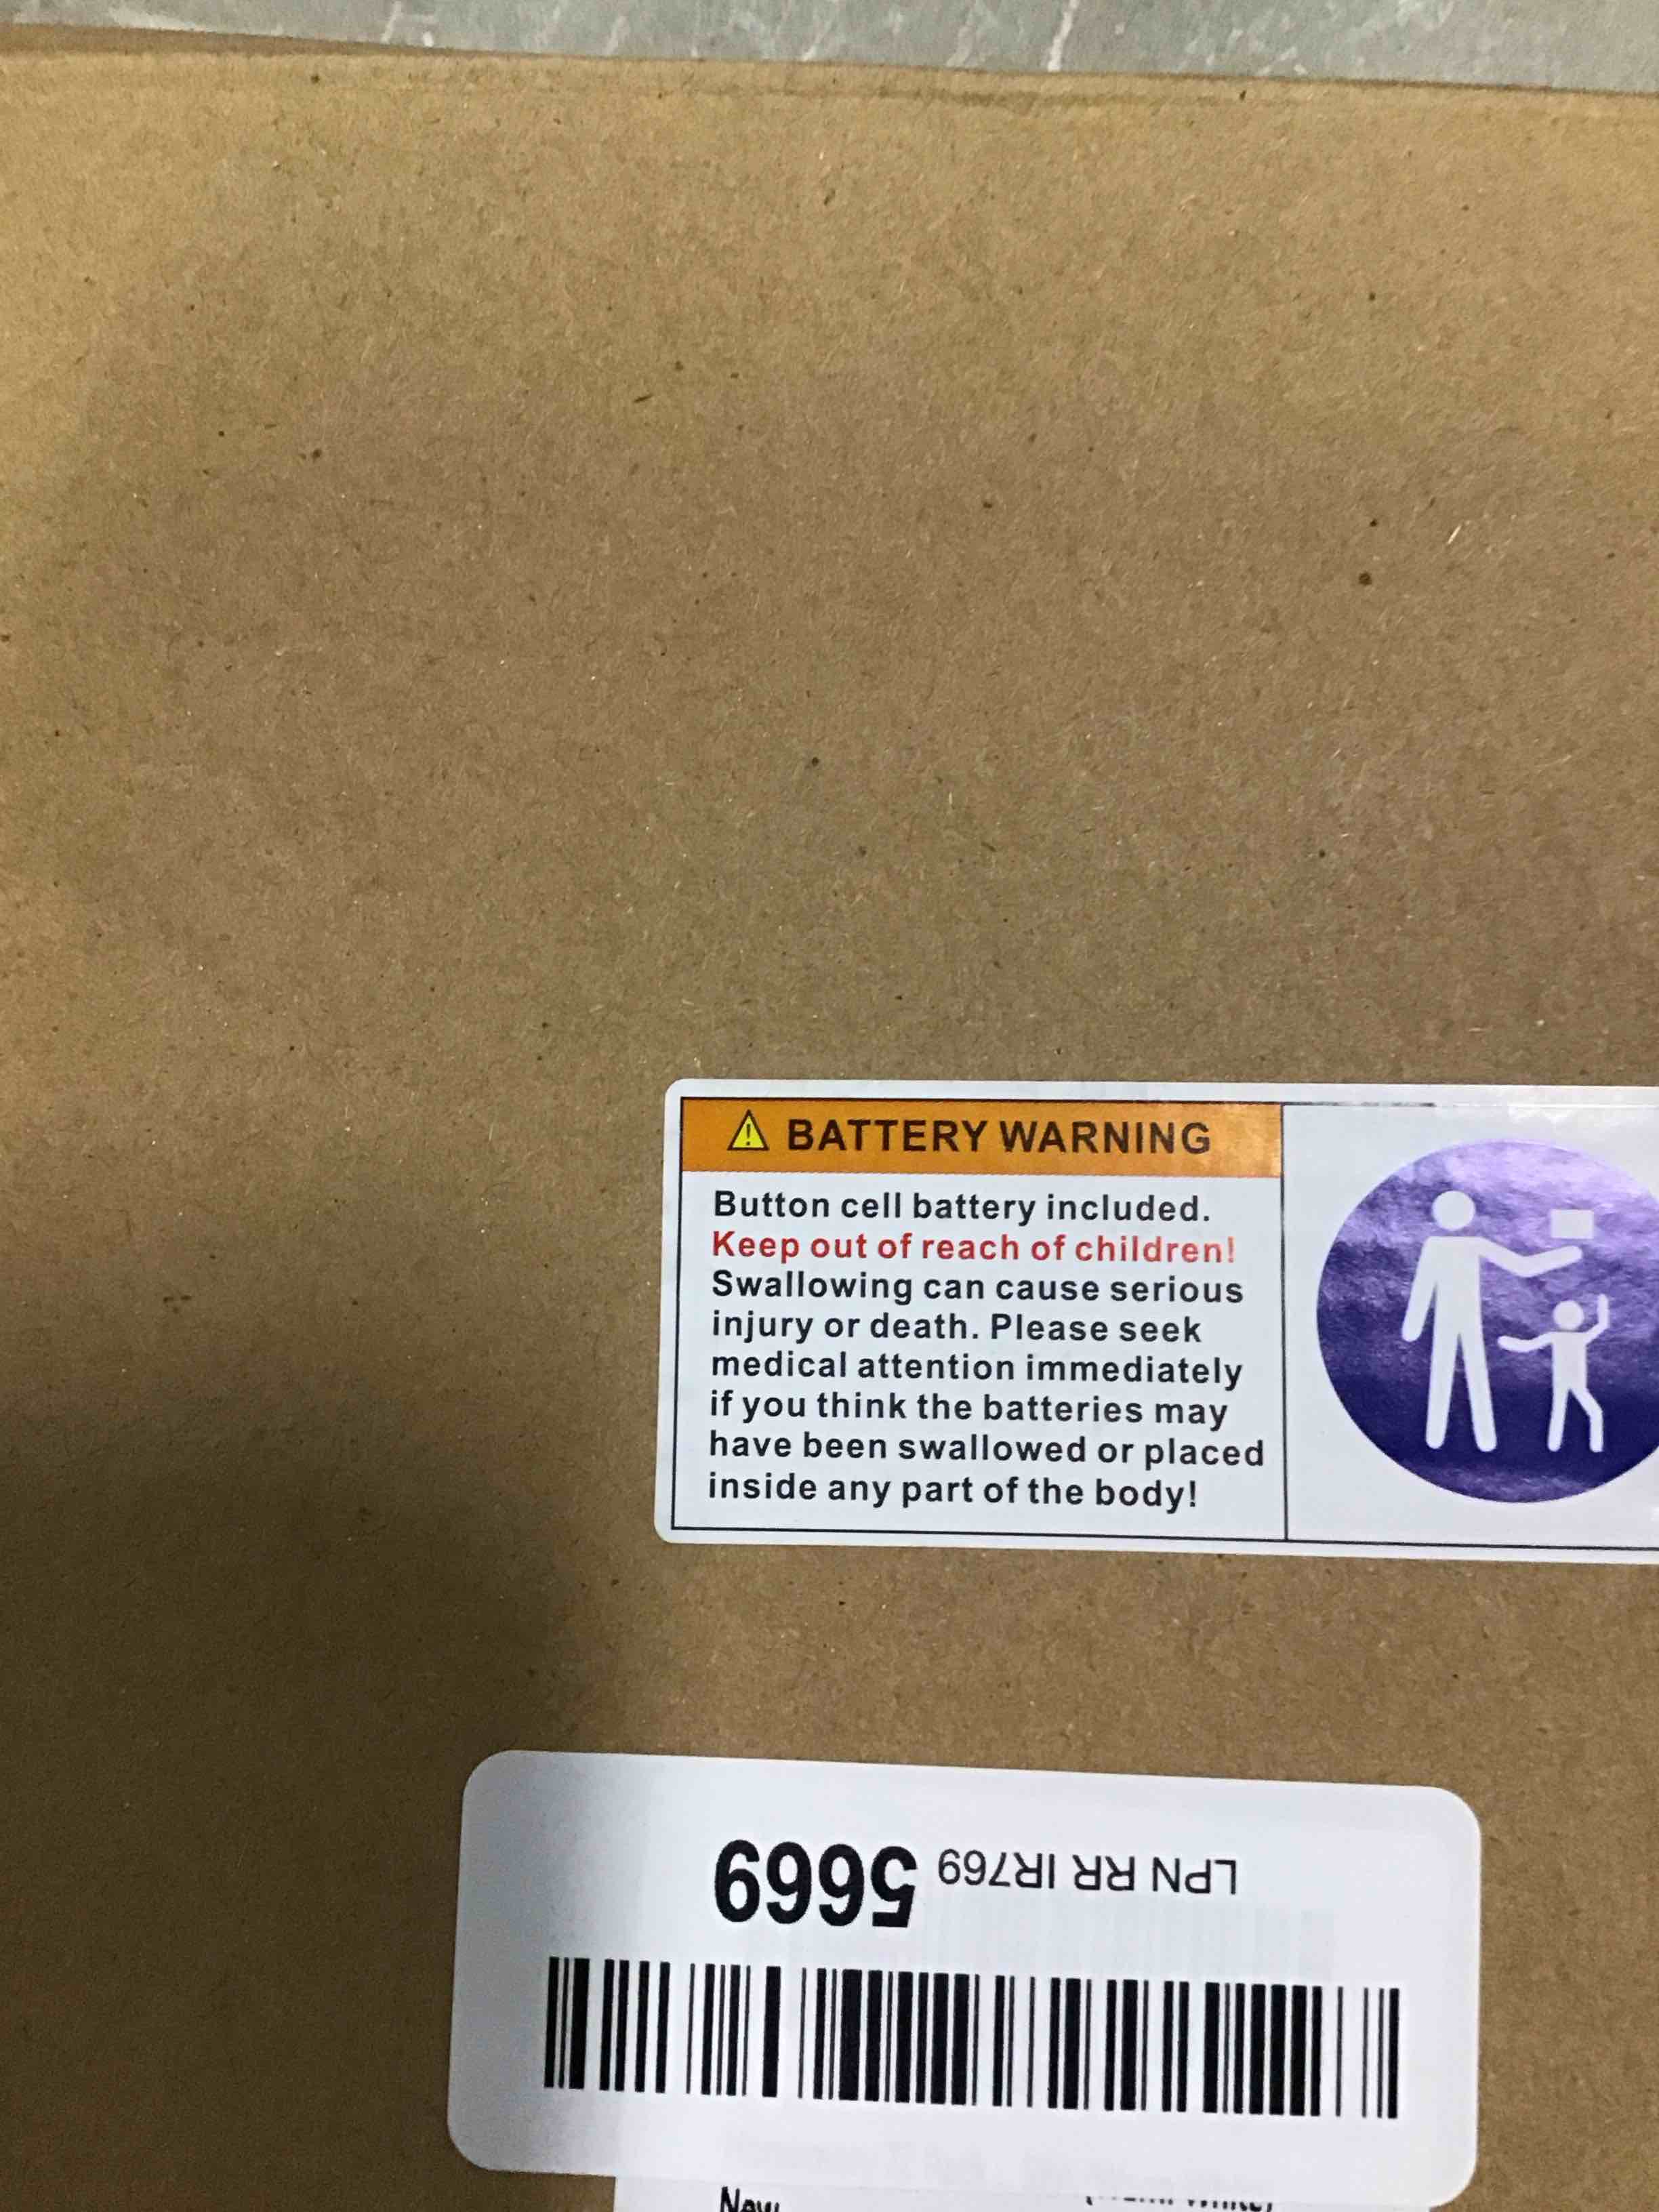 BATTERY WARNING
Button cell battery included.
Keep out of reach of children!
Swallowing can cause serious
injury or death. Please seek
medical attention immediately
if you think the batteries may
have been swallowed or placed
inside any part of the body!
LPN RR IR769 5669
New